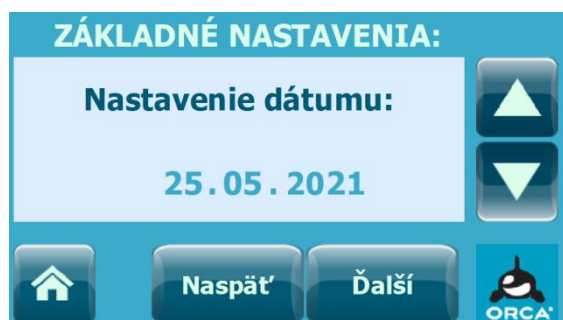 ZÁKLADNÉ NASTAVENIA:
Nastavenie dátumu:
25.05.2021
Naspäť
Ďalší
ORCA